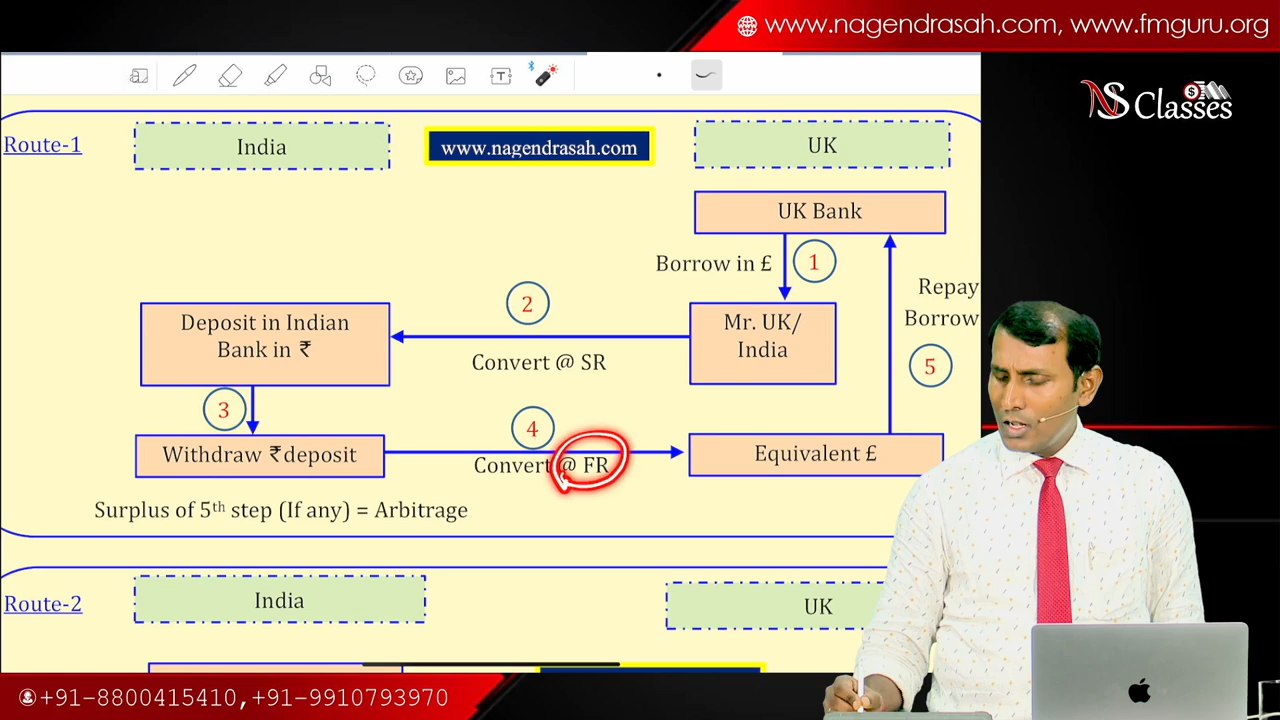 www.nagendrasah.com, www.fmguru.org
NS Classes
Route-1
India
www.nagendrasah.com
UK
UK Bank
Borrow in £
1
Repay
Borrow
2
Deposit in Indian
Bank in ₹
Mr. UK/
India
Convert @ SR
5
3
4
Withdraw ₹deposit
Convert @ FR
Equivalent £
Surplus of 5th step (If any) = Arbitrage
Route-2
India
UK
+91-8800415410,+91-9910793970